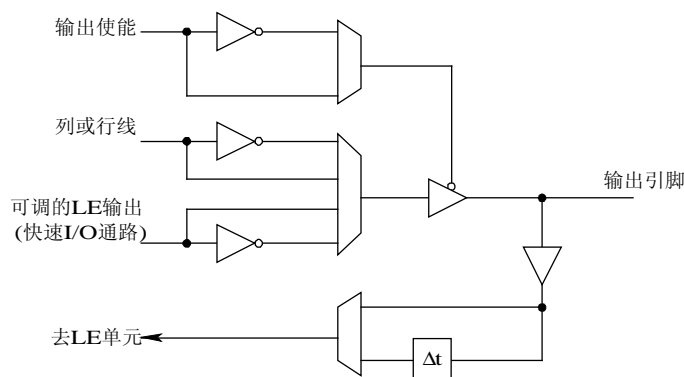 输出使能
列或行线
可调的LE输出
(快速I/O通路)
输出引脚
去LE单元
Δt